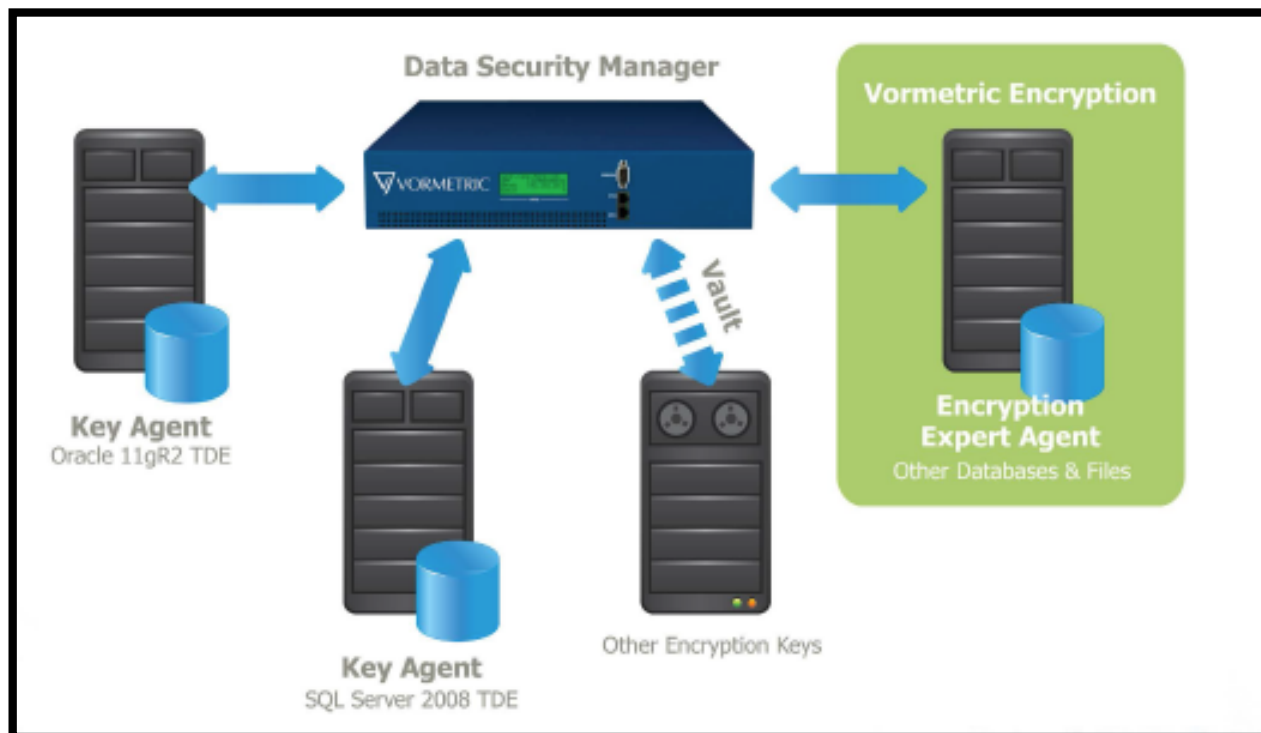 Data Security Manager
Vormetric Encryption
VORMETRIC
Vault
Key Agent
Oracle 11gR2 TDE
Encryption
Expert Agent
Other Databases & Files
Other Encryption Keys
Key Agent
SQL Server 2008 TDE